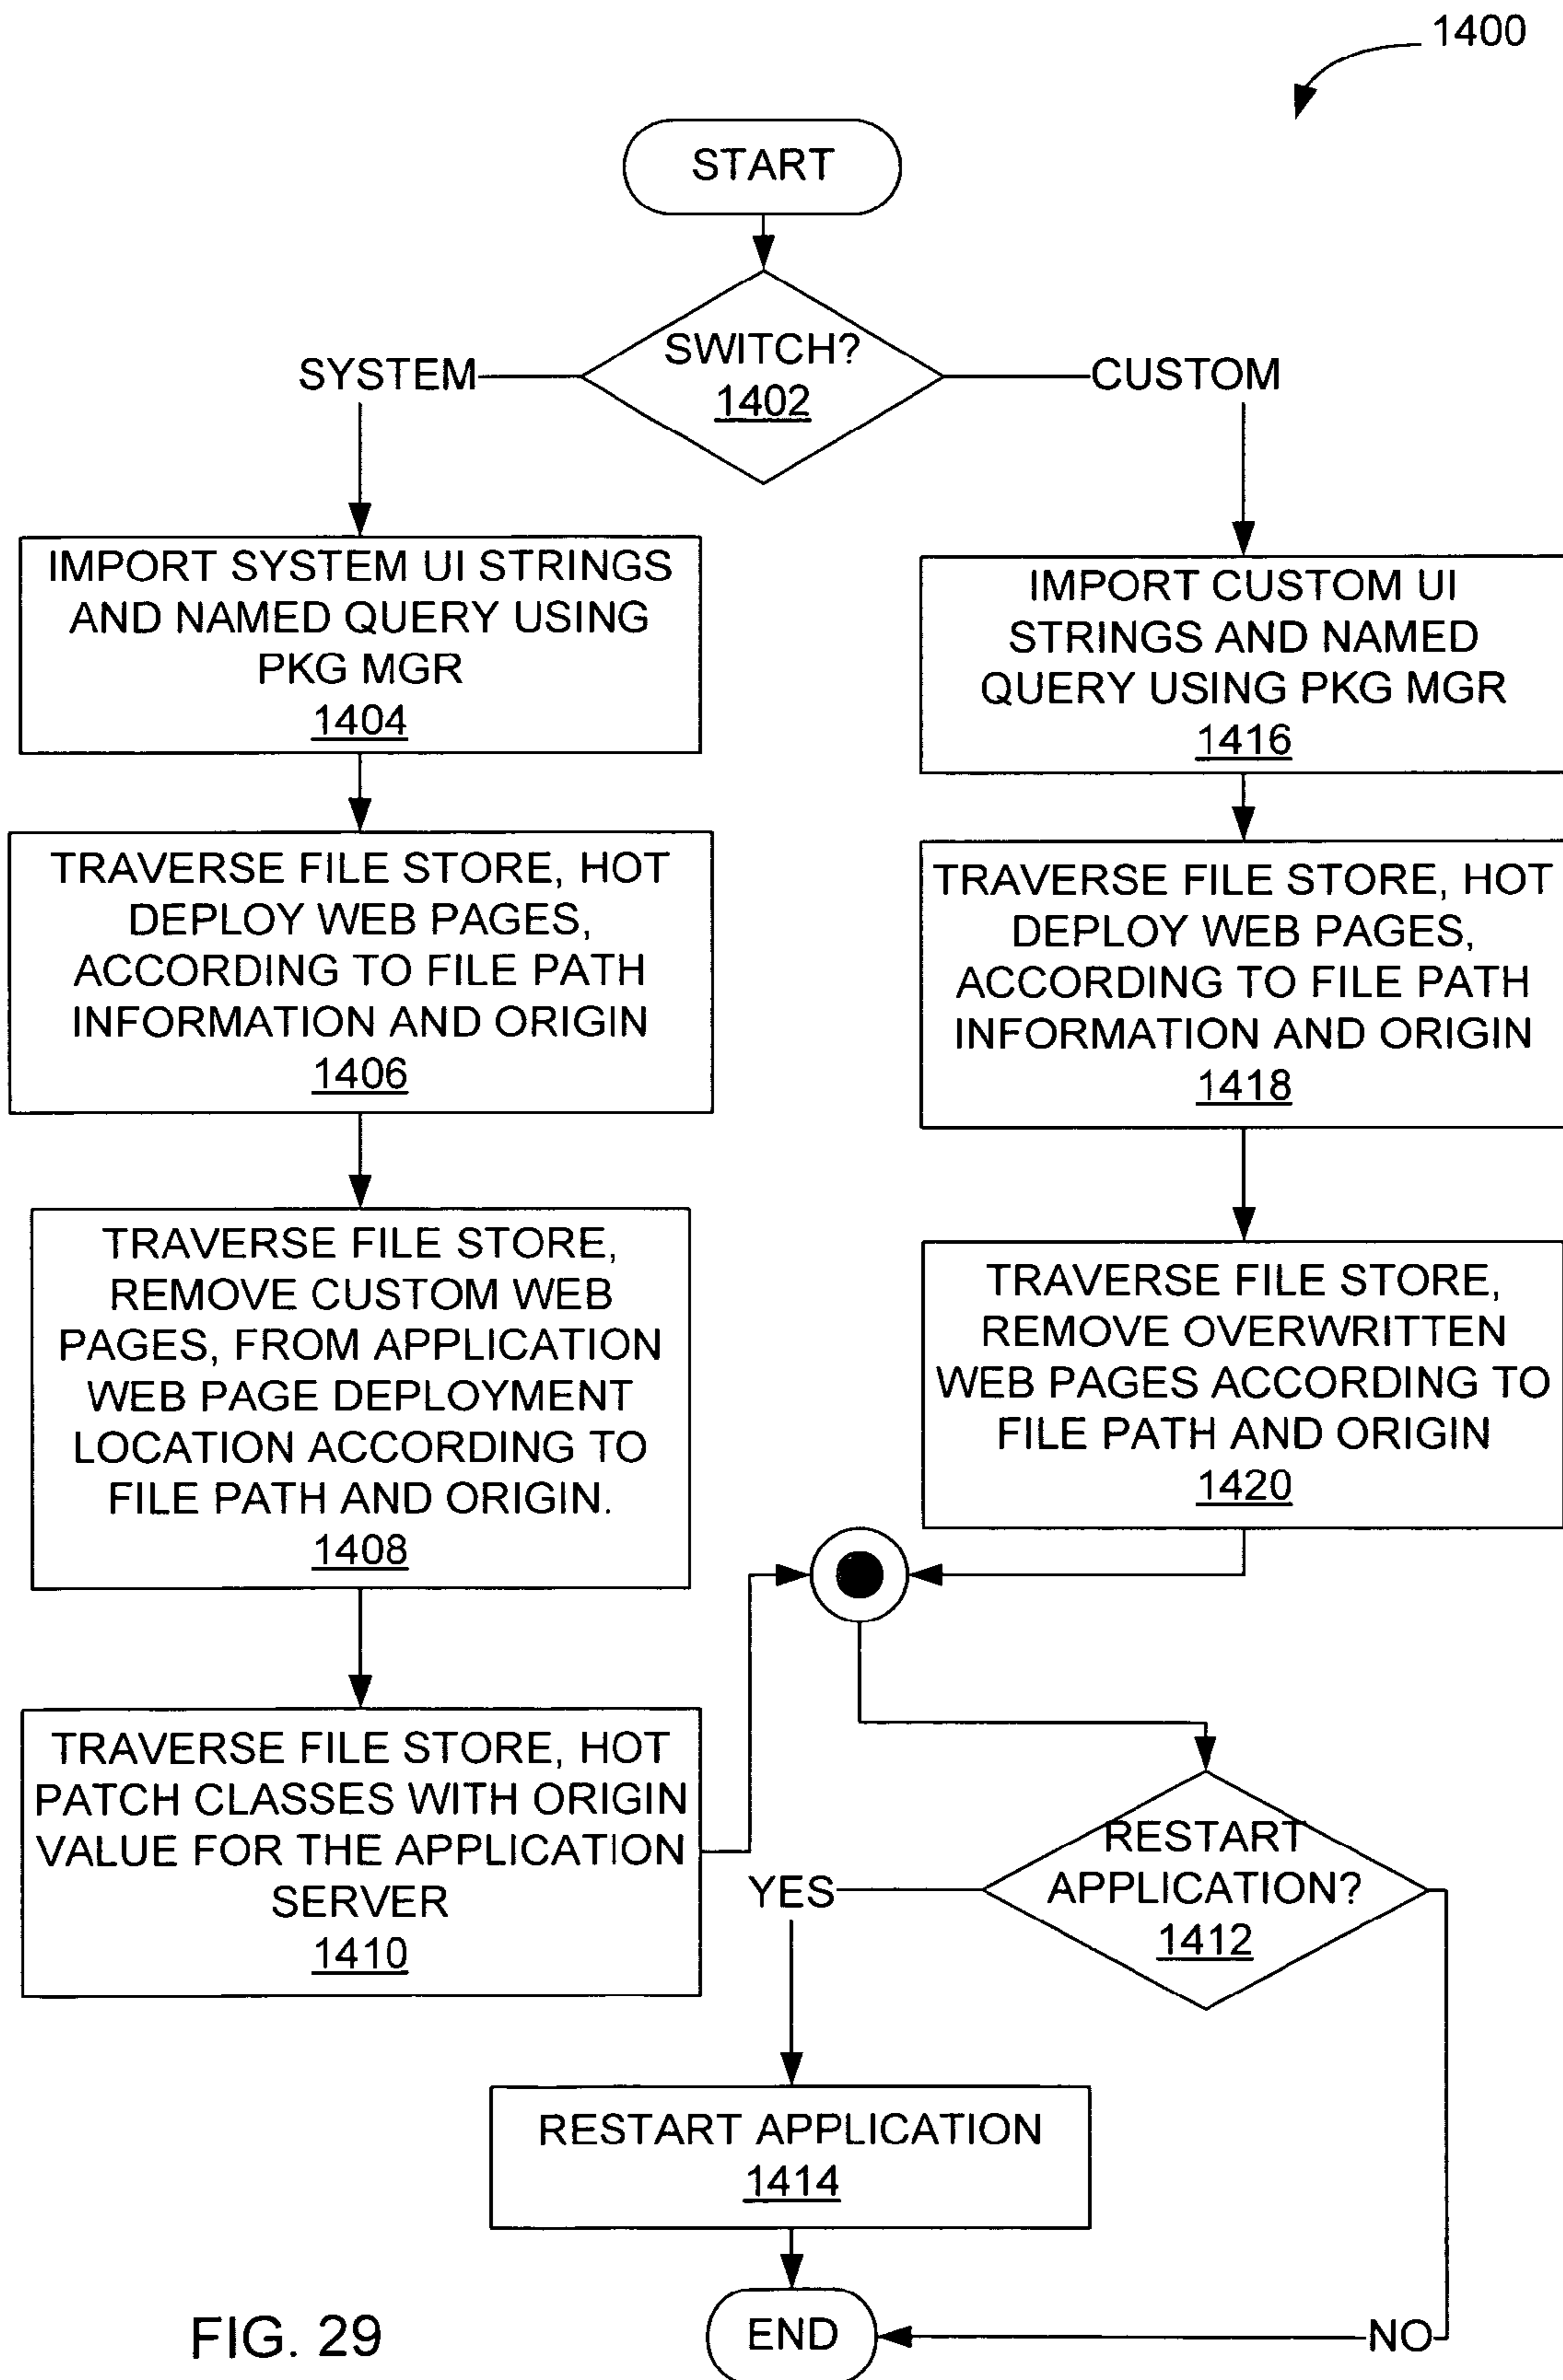 1400
START
SWITCH?
1402
SYSTEM
CUSTOM
IMPORT SYSTEM UI STRINGS
AND NAMED QUERY USING
PKG MGR
1404
IMPORT CUSTOM UI
STRINGS AND NAMED
QUERY USING PKG MGR
1416
TRAVERSE FILE STORE, HOT
DEPLOY WEB PAGES,
ACCORDING TO FILE PATH
INFORMATION AND ORIGIN
1406
TRAVERSE FILE STORE, HOT
DEPLOY WEB PAGES,
ACCORDING TO FILE PATH
INFORMATION AND ORIGIN
1418
TRAVERSE FILE STORE,
REMOVE CUSTOM WEB
PAGES, FROM APPLICATION
WEB PAGE DEPLOYMENT
LOCATION ACCORDING TO
FILE PATH AND ORIGIN.
1408
TRAVERSE FILE STORE,
REMOVE OVERWRITTEN
WEB PAGES ACCORDING TO
FILE PATH AND ORIGIN
1420
TRAVERSE FILE STORE, HOT
PATCH CLASSES WITH ORIGIN
VALUE FOR THE APPLICATION
SERVER
1410
RESTART
APPLICATION?
1412
YES
RESTART APPLICATION
1414
END
NO
FIG. 29